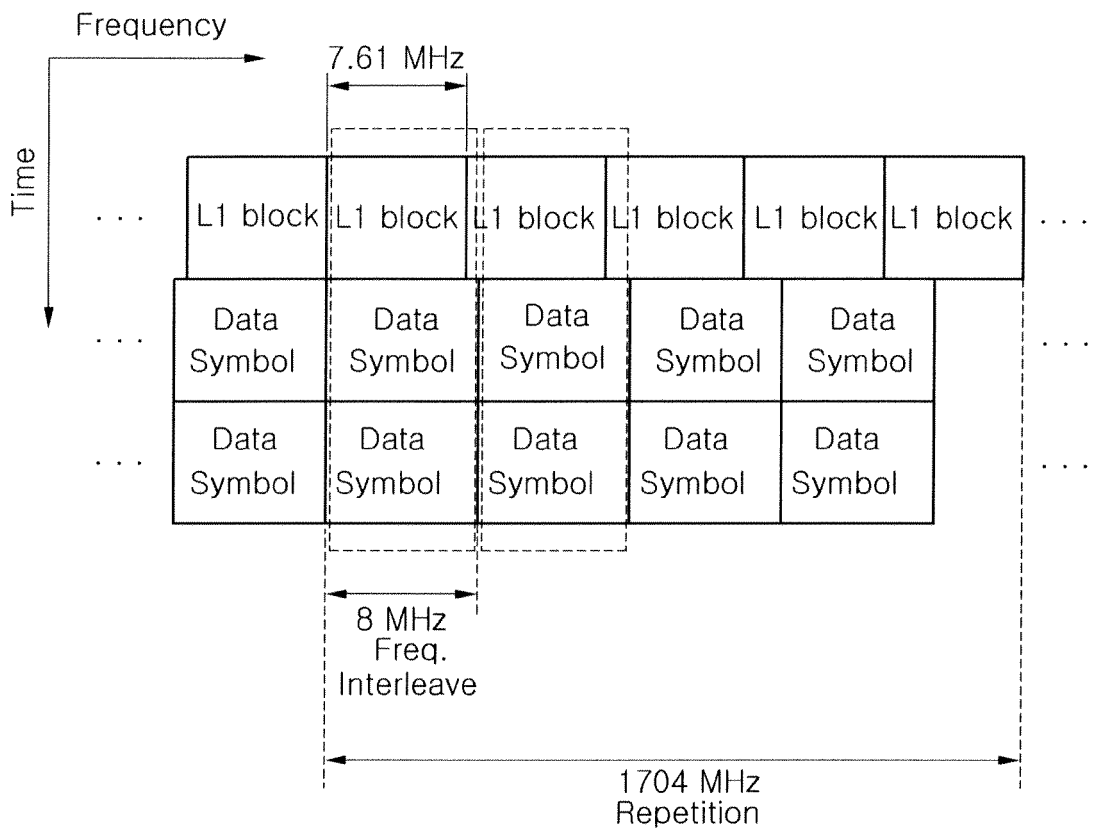 Frequency
7.61 MHz
Time
. . . L1 block L1 block L1 block L1 block L1 block L1 block . . .
. . . Data Data Data Data Data . . .
Symbol Symbol Symbol Symbol Symbol
. . . Data Data Data Data Data . . .
Symbol Symbol Symbol Symbol Symbol
8 MHz
Freq.
Interleave
1704 MHz
Repetition